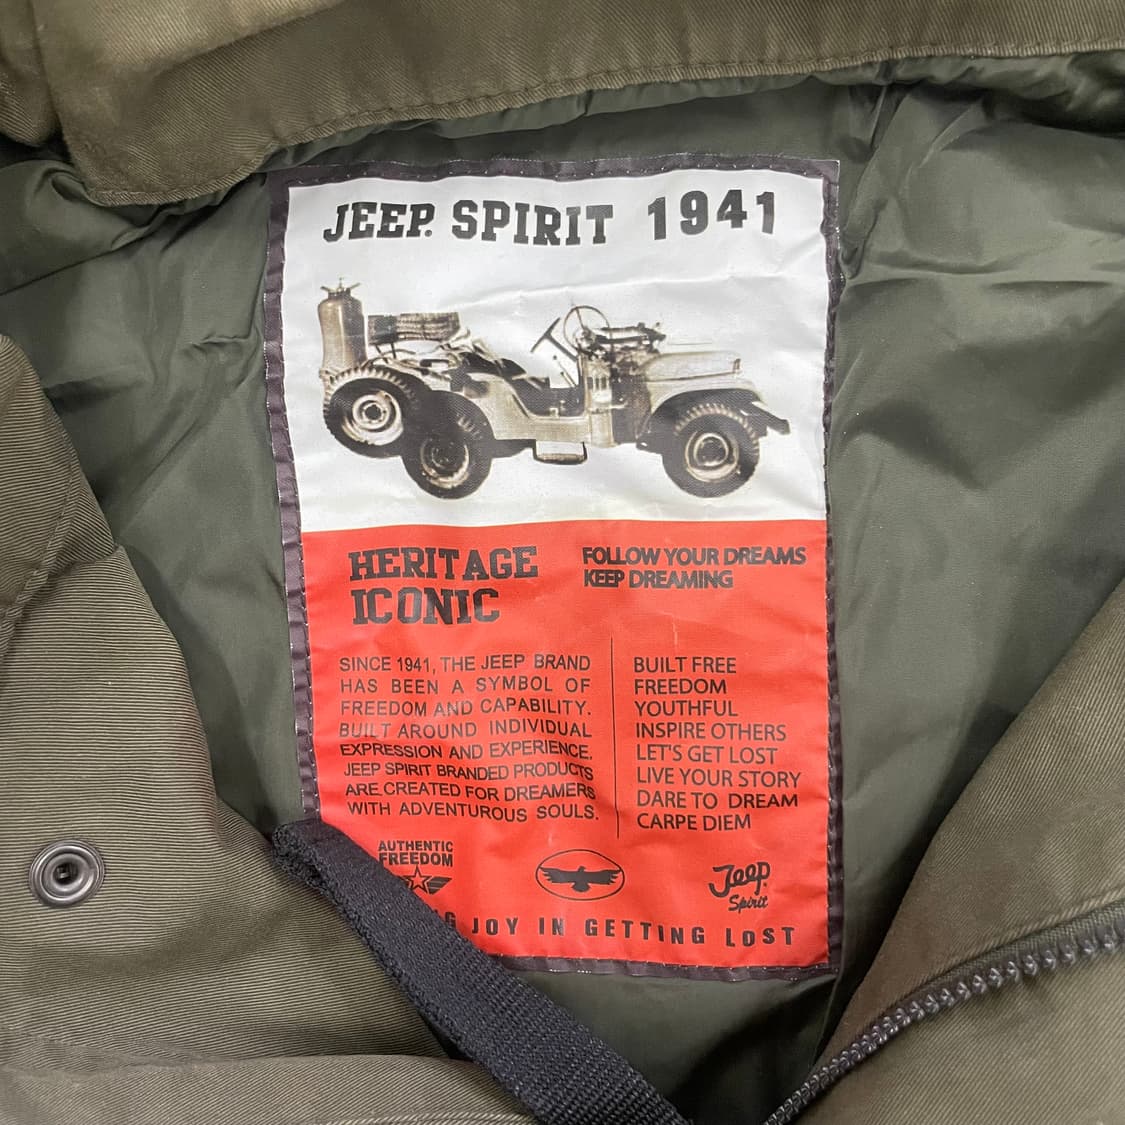 JEEP. SPIRIT 1941
HERITAGE
ICONIC
FOLLOW YOUR DREAMS
KEEP DREAMING
SINCE 1941, THE JEEP BRAND
HAS BEEN A SYMBOL OF
FREEDOM AND CAPABILITY.
BUILT AROUND INDIVIDUAL
EXPRESSION AND EXPERIENCE.
JEEP SPIRIT BRANDED PRODUCTS
ARE CREATED FOR DREAMERS
WITH ADVENTUROUS SOULS.
BUILT FREE
FREEDOM
YOUTHFUL
INSPIRE OTHERS
LET'S GET LOST
LIVE YOUR STORY
DARE TO DREAM
CARPE DIEM
AUTHENTIC
FREEDOM
Jeep
Spirit
JOY IN GETTING LOST